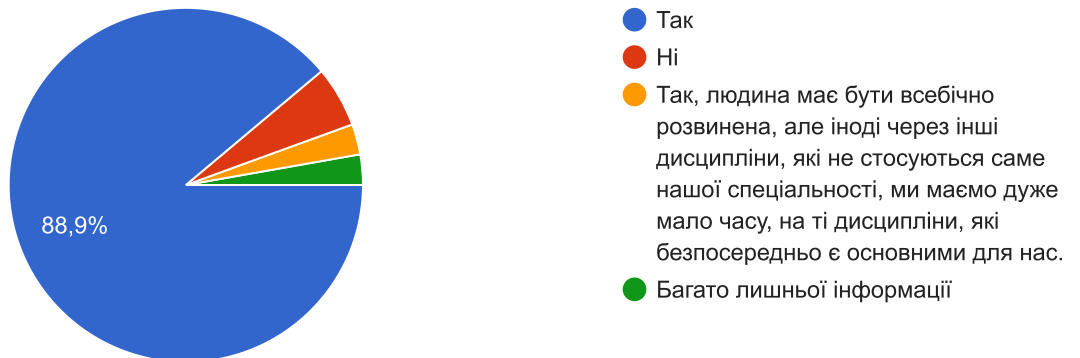 88,9%
Так
Ні
Так, людина має бути всебічно
розвинена, але іноді через інші
дисципліни, які не стосуються саме
нашої спеціальності, ми маємо дуже
мало часу, на ті дисципліни, які
безпосередньо є основними для нас.
Багато лишньої інформації